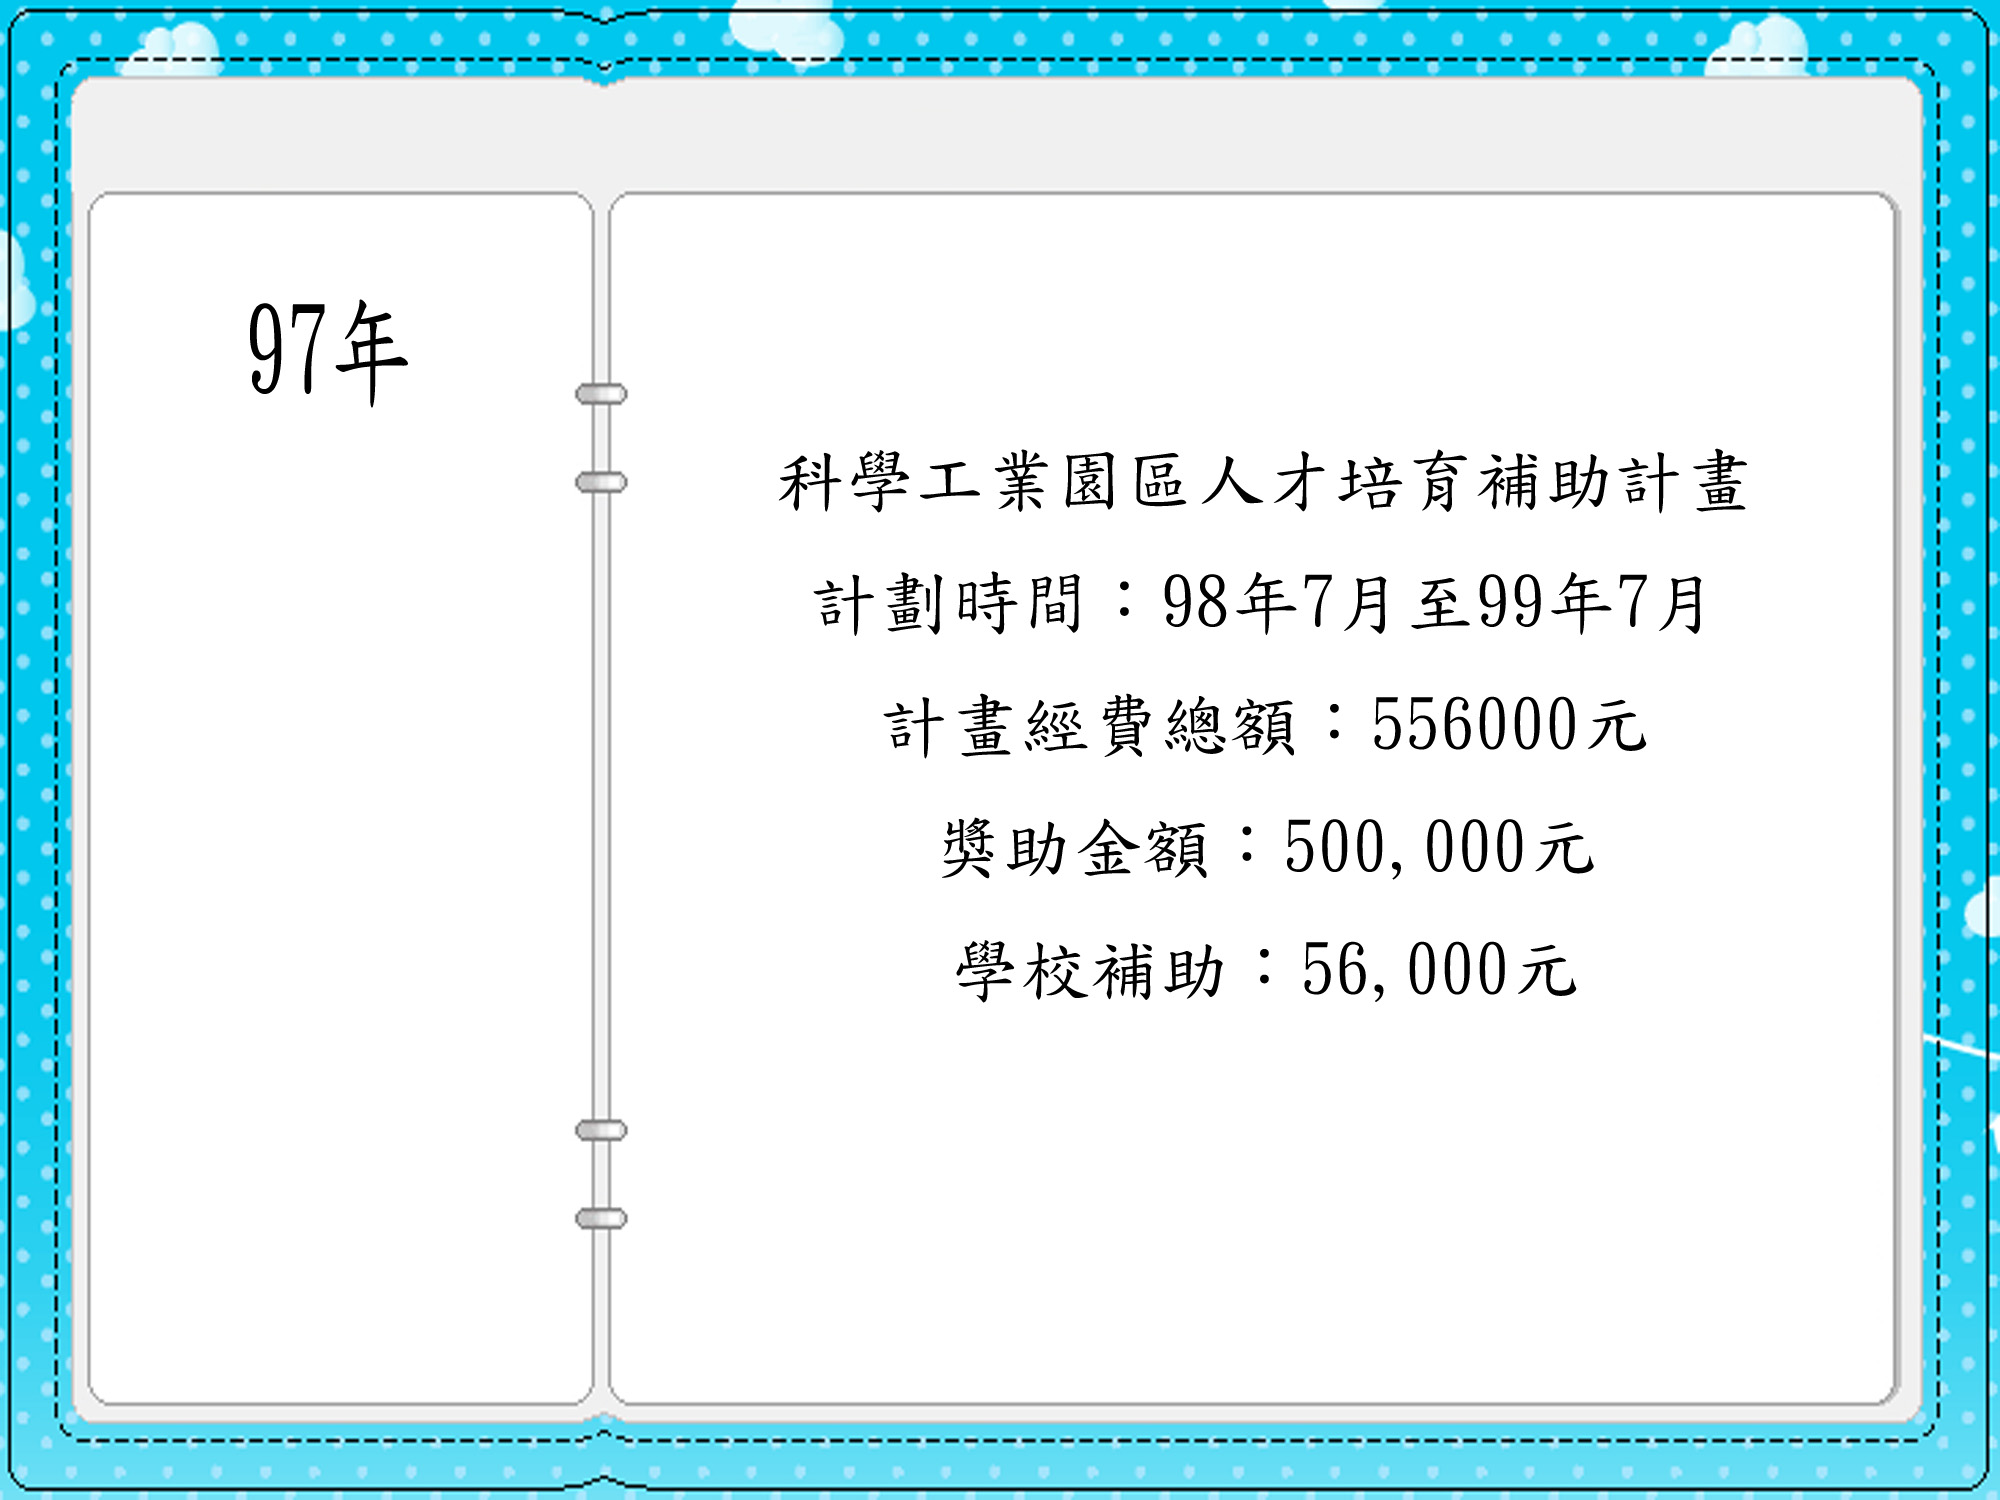 97年
科學工業園區人才培育補助計畫
計劃時間：98年7月至99年7月
計畫經費總額：556000元
獎助金額：500,000元
學校補助：56,000元